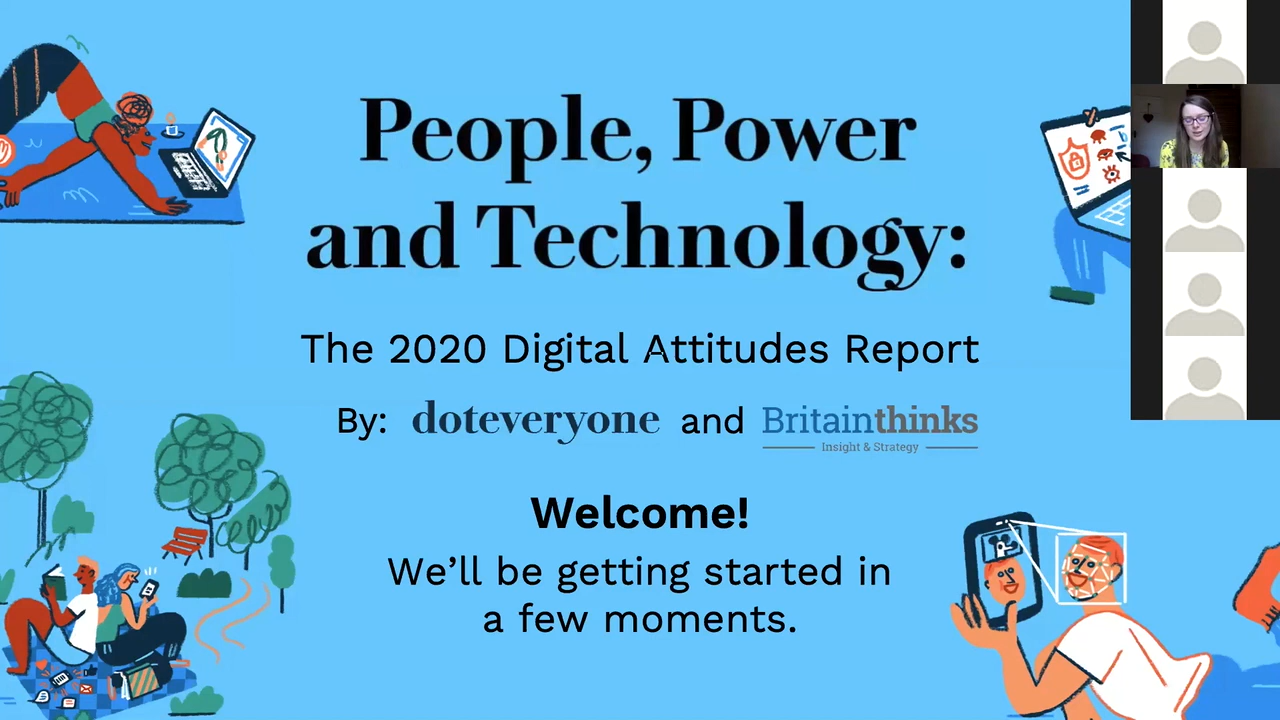 People, Power
and Technology:
The 2020 Digital Attitudes Report
By: doteveryone and Britainthinks
Insight & Strategy
Welcome!
We’ll be getting started in
a few moments.